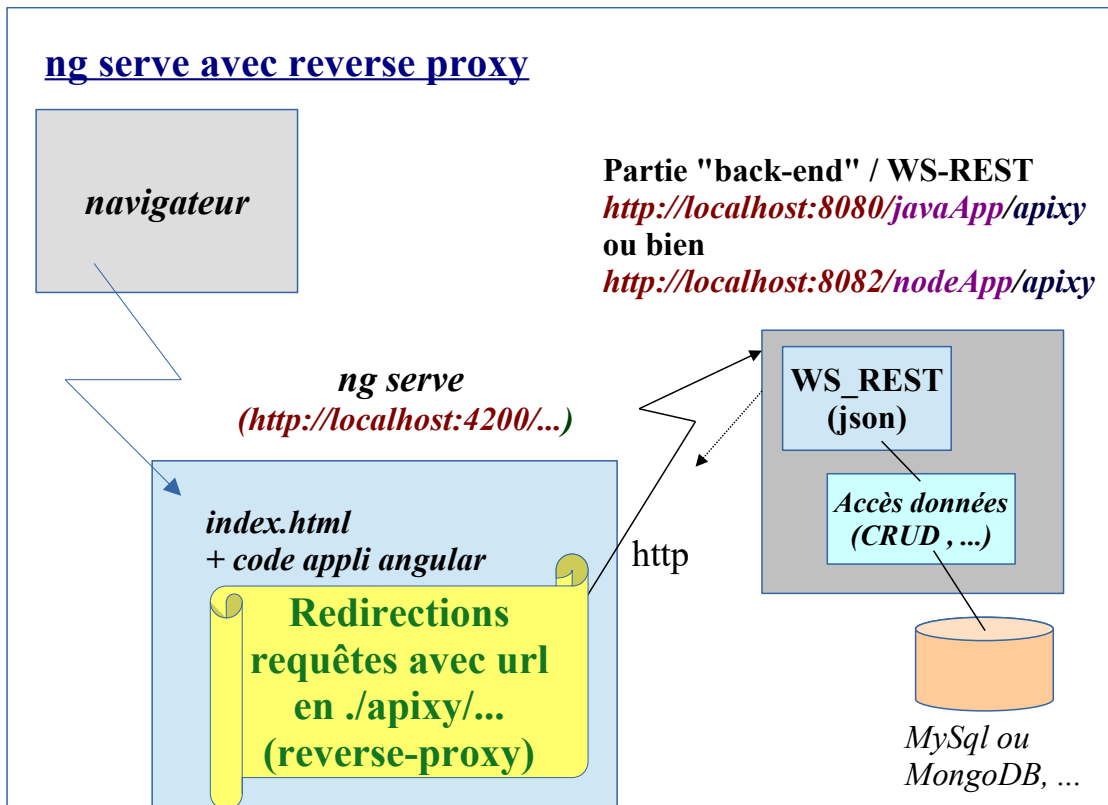 ng serve avec reverse proxy
navigateur
Partie "back-end" / WS-REST
http://localhost:8080/javaApp/apixy
ou bien
http://localhost:8082/nodeApp/apixy
ng serve
(http://localhost:4200/...)
WS_REST
(json)
Accès données
(CRUD , ...)
index.html
+ code appli angular
http
Redirections
requêtes avec url
en ./apixy/...
(reverse-proxy)
MySql ou
MongoDB, ...